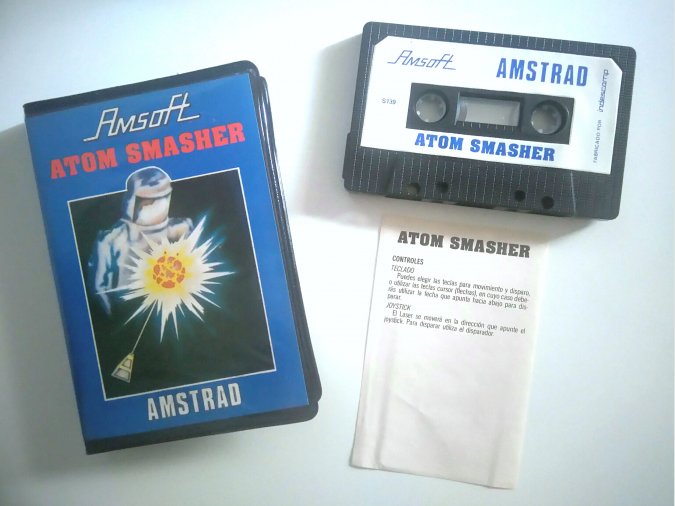 Amsoft
ATOM SMASHER
AMSTRAD
Amsoft
AMSTRAD
S139
ATOM SMASHER
FABRICADO POR indescomp
ATOM SMASHER
CONTROLES
TECLADO
Puedes elegir las teclas para movimiento y disparo,
o utilizar las teclas cursor (flechas), en cuyo caso debe-
rás utilizar la flecha que apunta hacia abajo para dis-
parar.
JOYSTICK
El Laser se moverá en la dirección que apunte el
joystick. Para disparar utiliza el disparador.